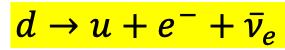 d → u + e⁻ + ν̄ₑ